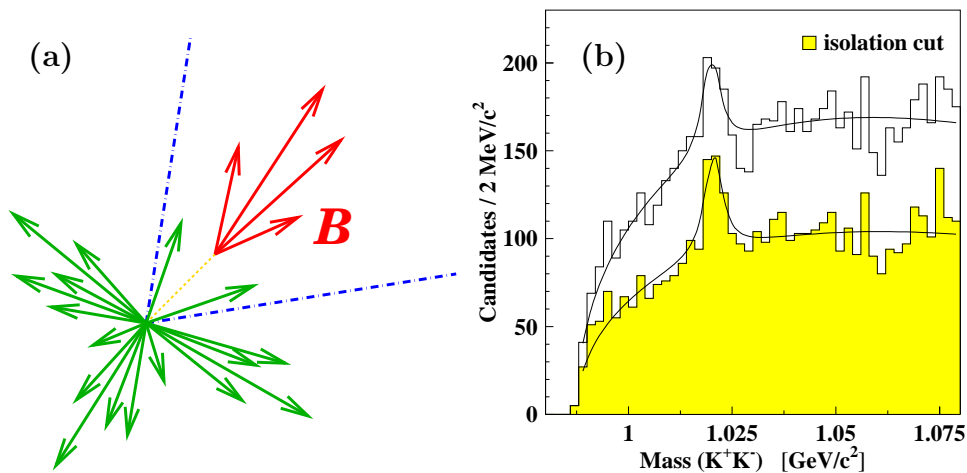 (a)
B
(b)
isolation cut
Candidates / 2 MeV/c²
200
150
100
50
0
1
1.025
1.05
1.075
Mass (K⁺K⁻) [GeV/c²]